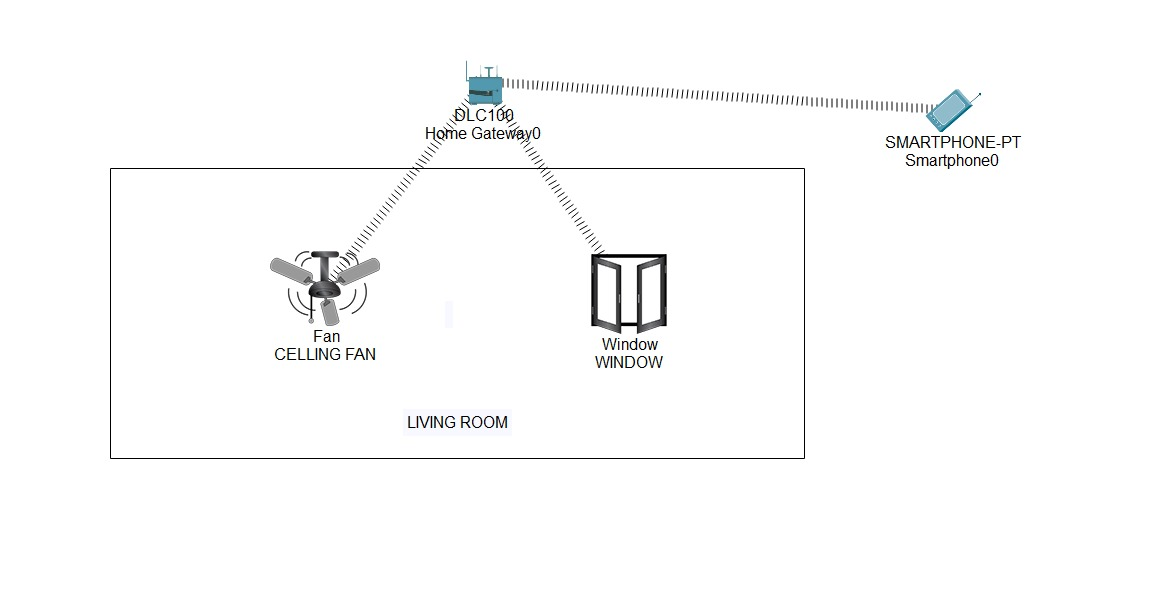 DLC100
Home Gateway0
SMARTPHONE-PT
Smartphone0
Fan
CELLING FAN
Window
WINDOW
LIVING ROOM